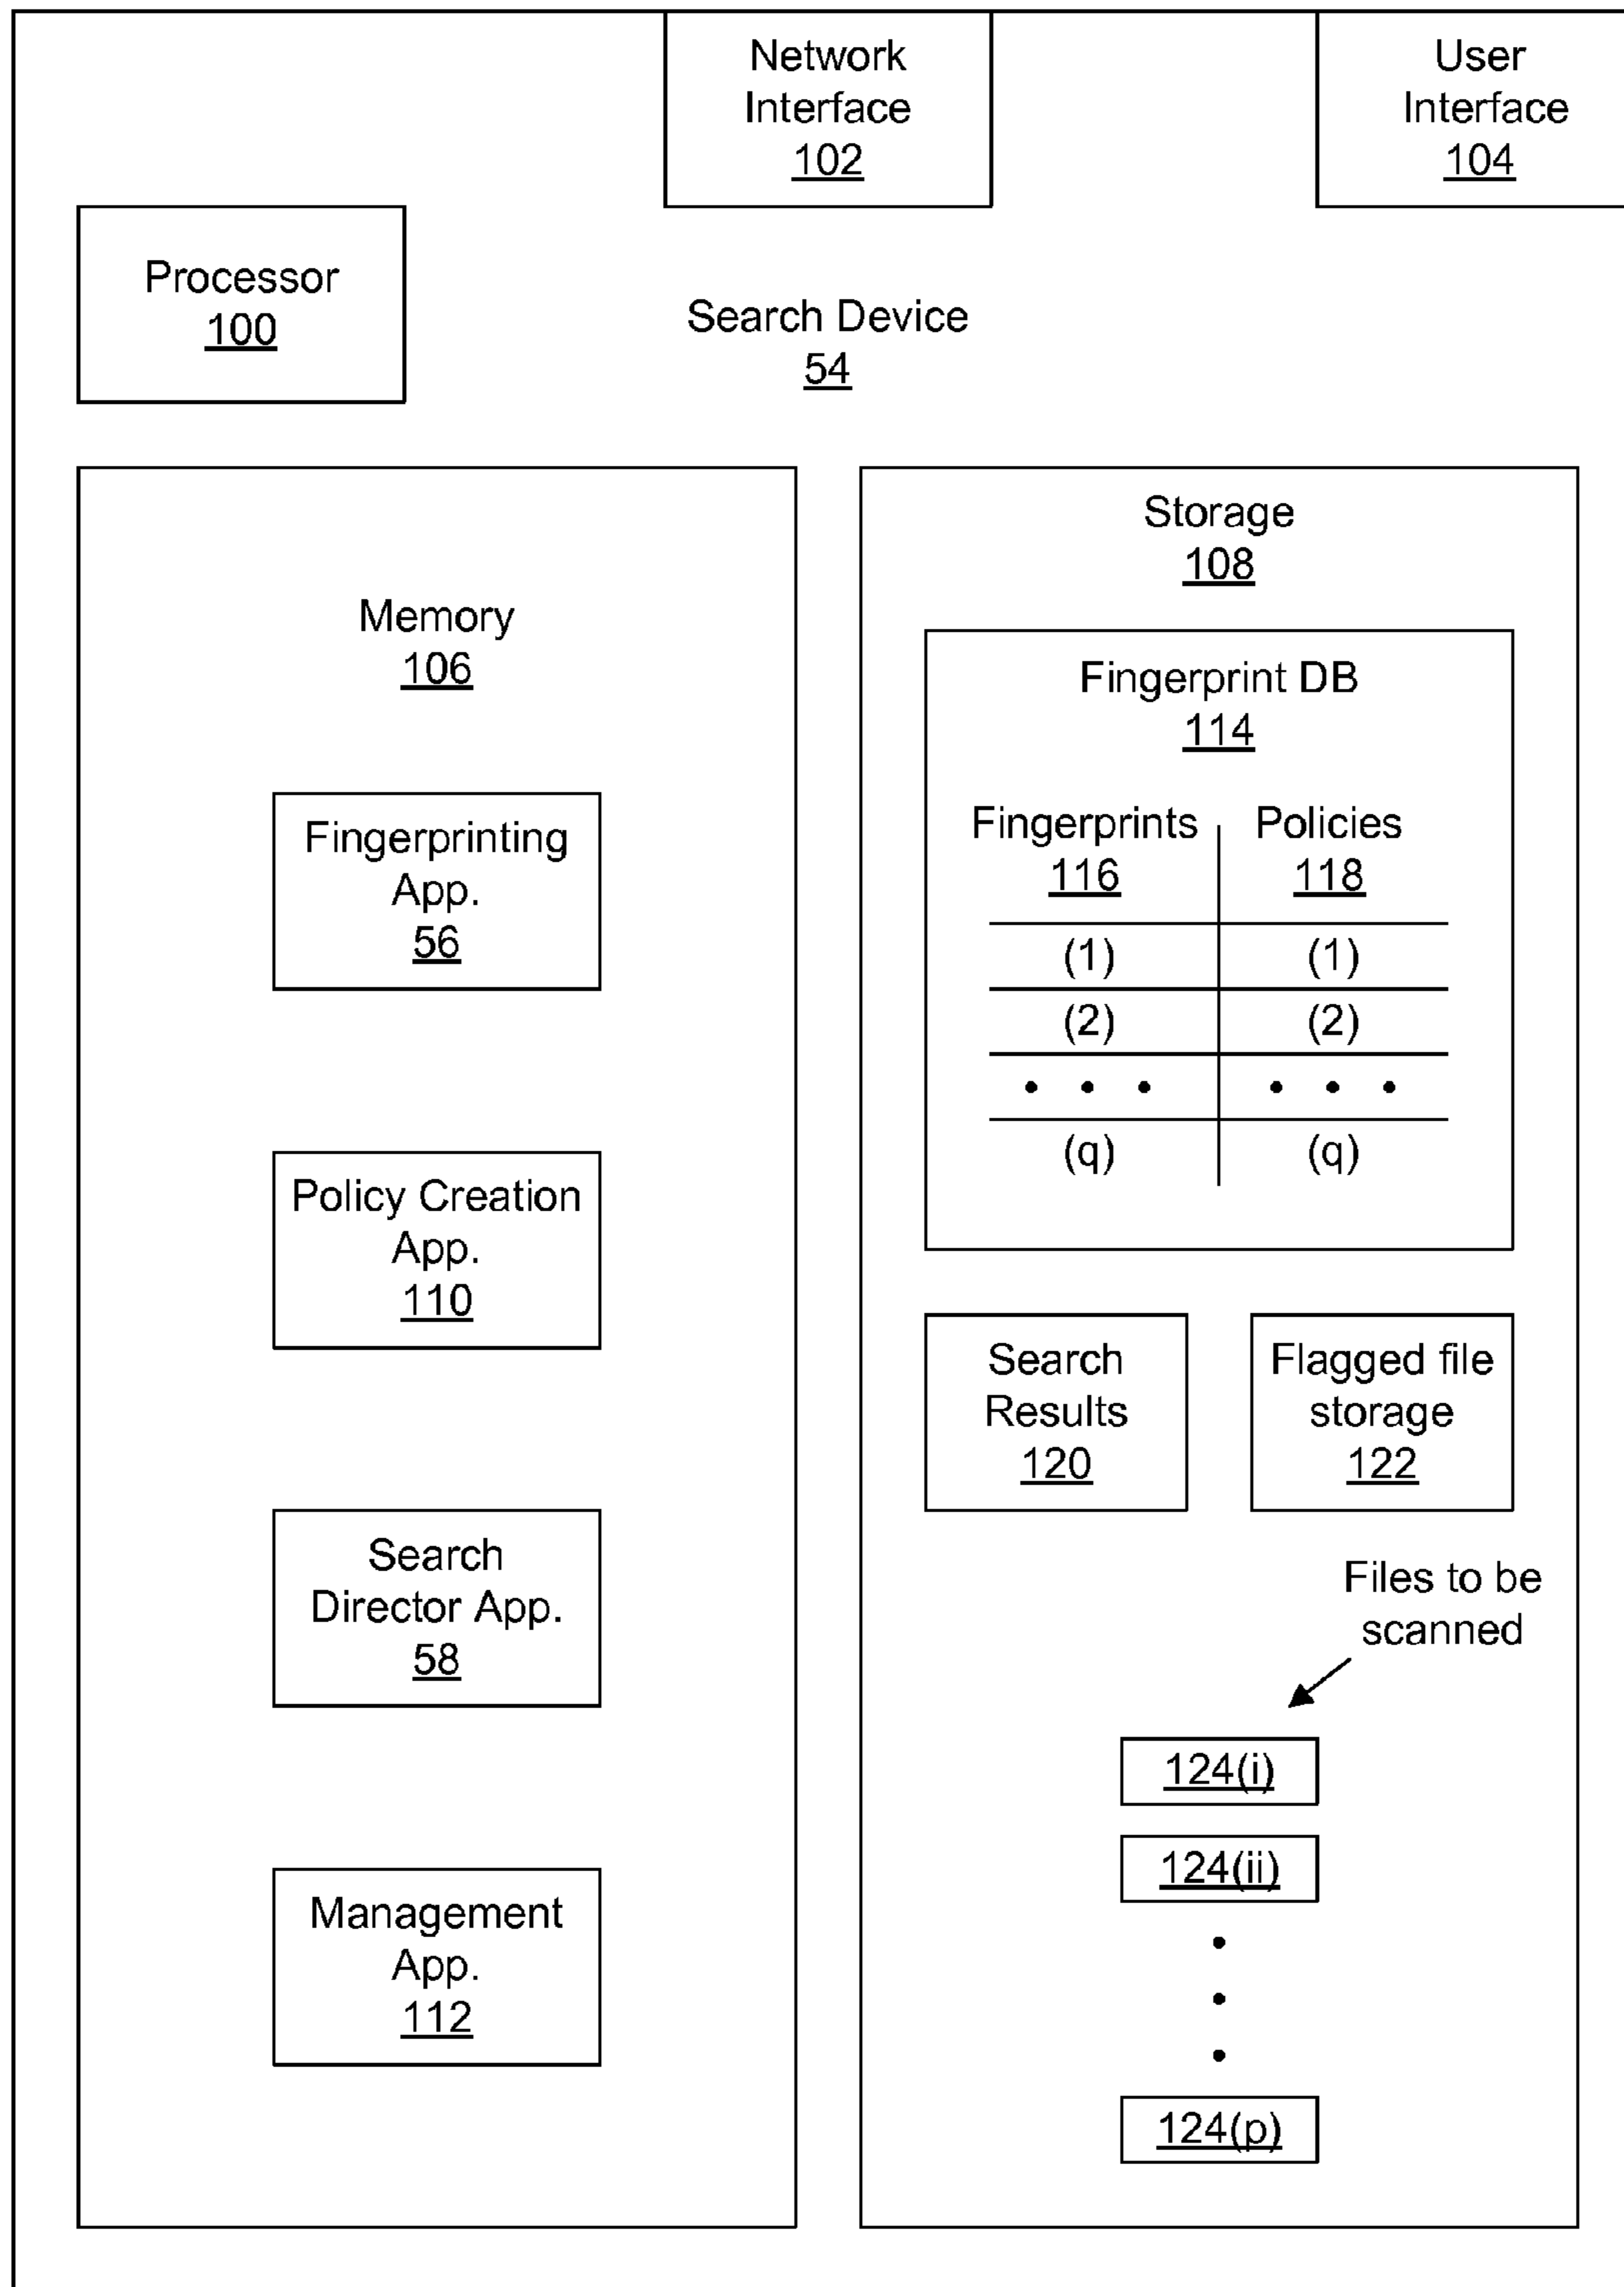 Network
Interface
102
User
Interface
104
Processor
100
Search Device
54
Memory
106
Fingerprinting
App.
56
Policy Creation
App.
110
Search
Director App.
58
Management
App.
112
Storage
108
Fingerprint DB
114
Fingerprints Policies
116 118
(1) (1)
(2) (2)
• • • • • •
(q) (q)
Search
Results
120
Flagged file
storage
122
Files to be
scanned
124(i)
124(ii)
124(p)